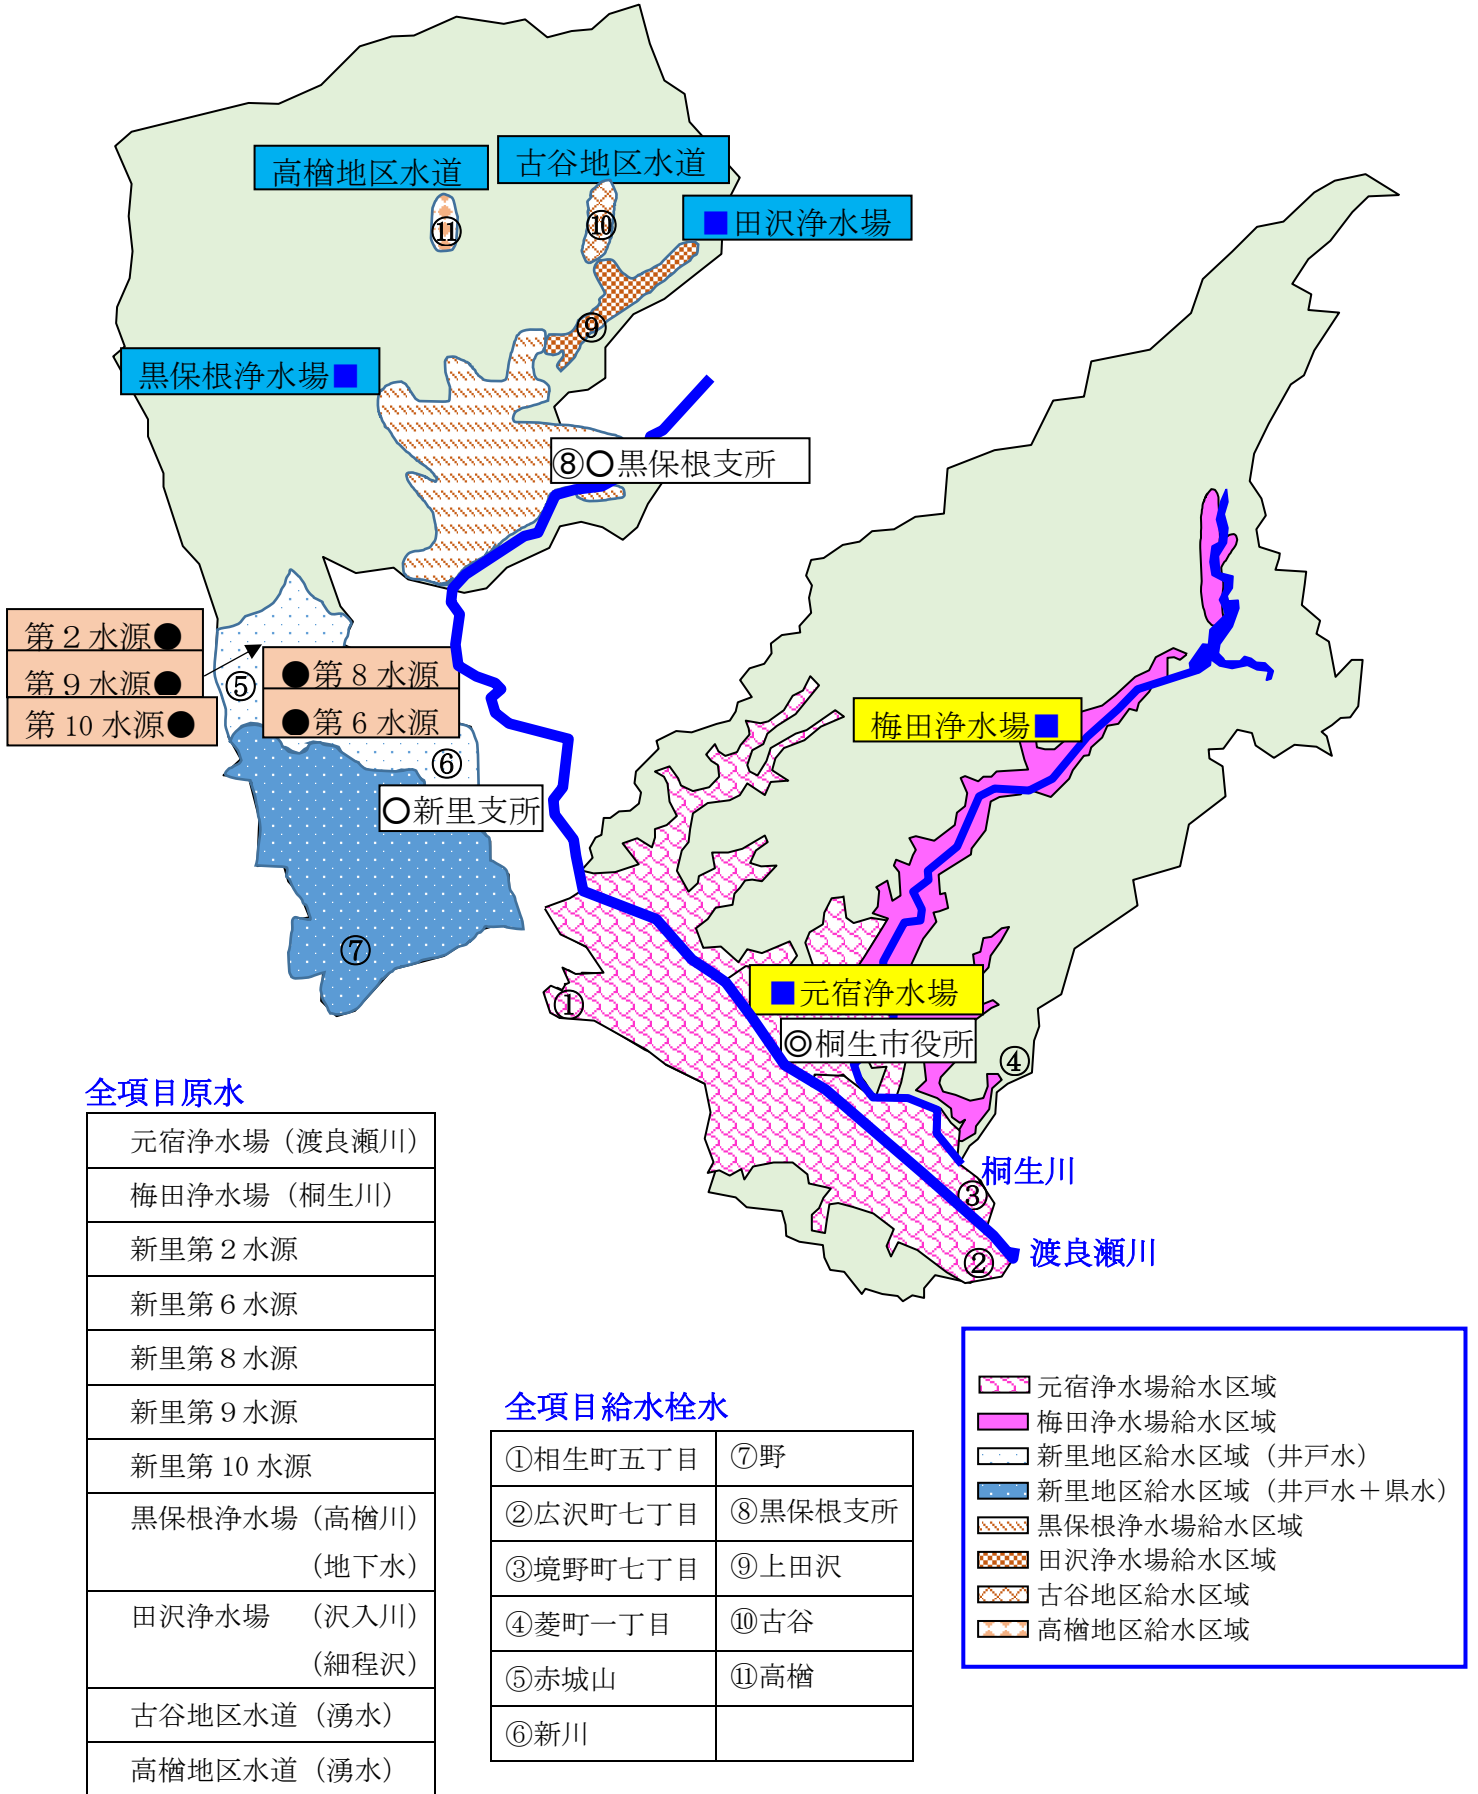 高楢地区水道
古谷地区水道
⑪
⑩
■田沢浄水場
⑨
黒保根浄水場■
⑧○黒保根支所
第２水源●
第９水源●
第 10 水源●
⑤
●第８水源
●第６水源
⑥
○新里支所
⑦
梅田浄水場■
①
■元宿浄水場
◎桐生市役所
④
桐生川
③
渡良瀬川
②
全項目原水
元宿浄水場（渡良瀬川）
梅田浄水場（桐生川）
新里第２水源
新里第６水源
新里第８水源
新里第９水源
新里第 10 水源
黒保根浄水場（高楢川）
（地下水）
田沢浄水場　（沢入川）
（細程沢）
古谷地区水道（湧水）
高楢地区水道（湧水）
全項目給水栓水
①相生町五丁目　⑦野
②広沢町七丁目　⑧黒保根支所
③境野町七丁目　⑨上田沢
④菱町一丁目　⑩古谷
⑤赤城山　⑪高楢
⑥新川
元宿浄水場給水区域
梅田浄水場給水区域
新里地区給水区域（井戸水）
新里地区給水区域（井戸水＋県水）
黒保根浄水場給水区域
田沢浄水場給水区域
古谷地区給水区域
高楢地区給水区域